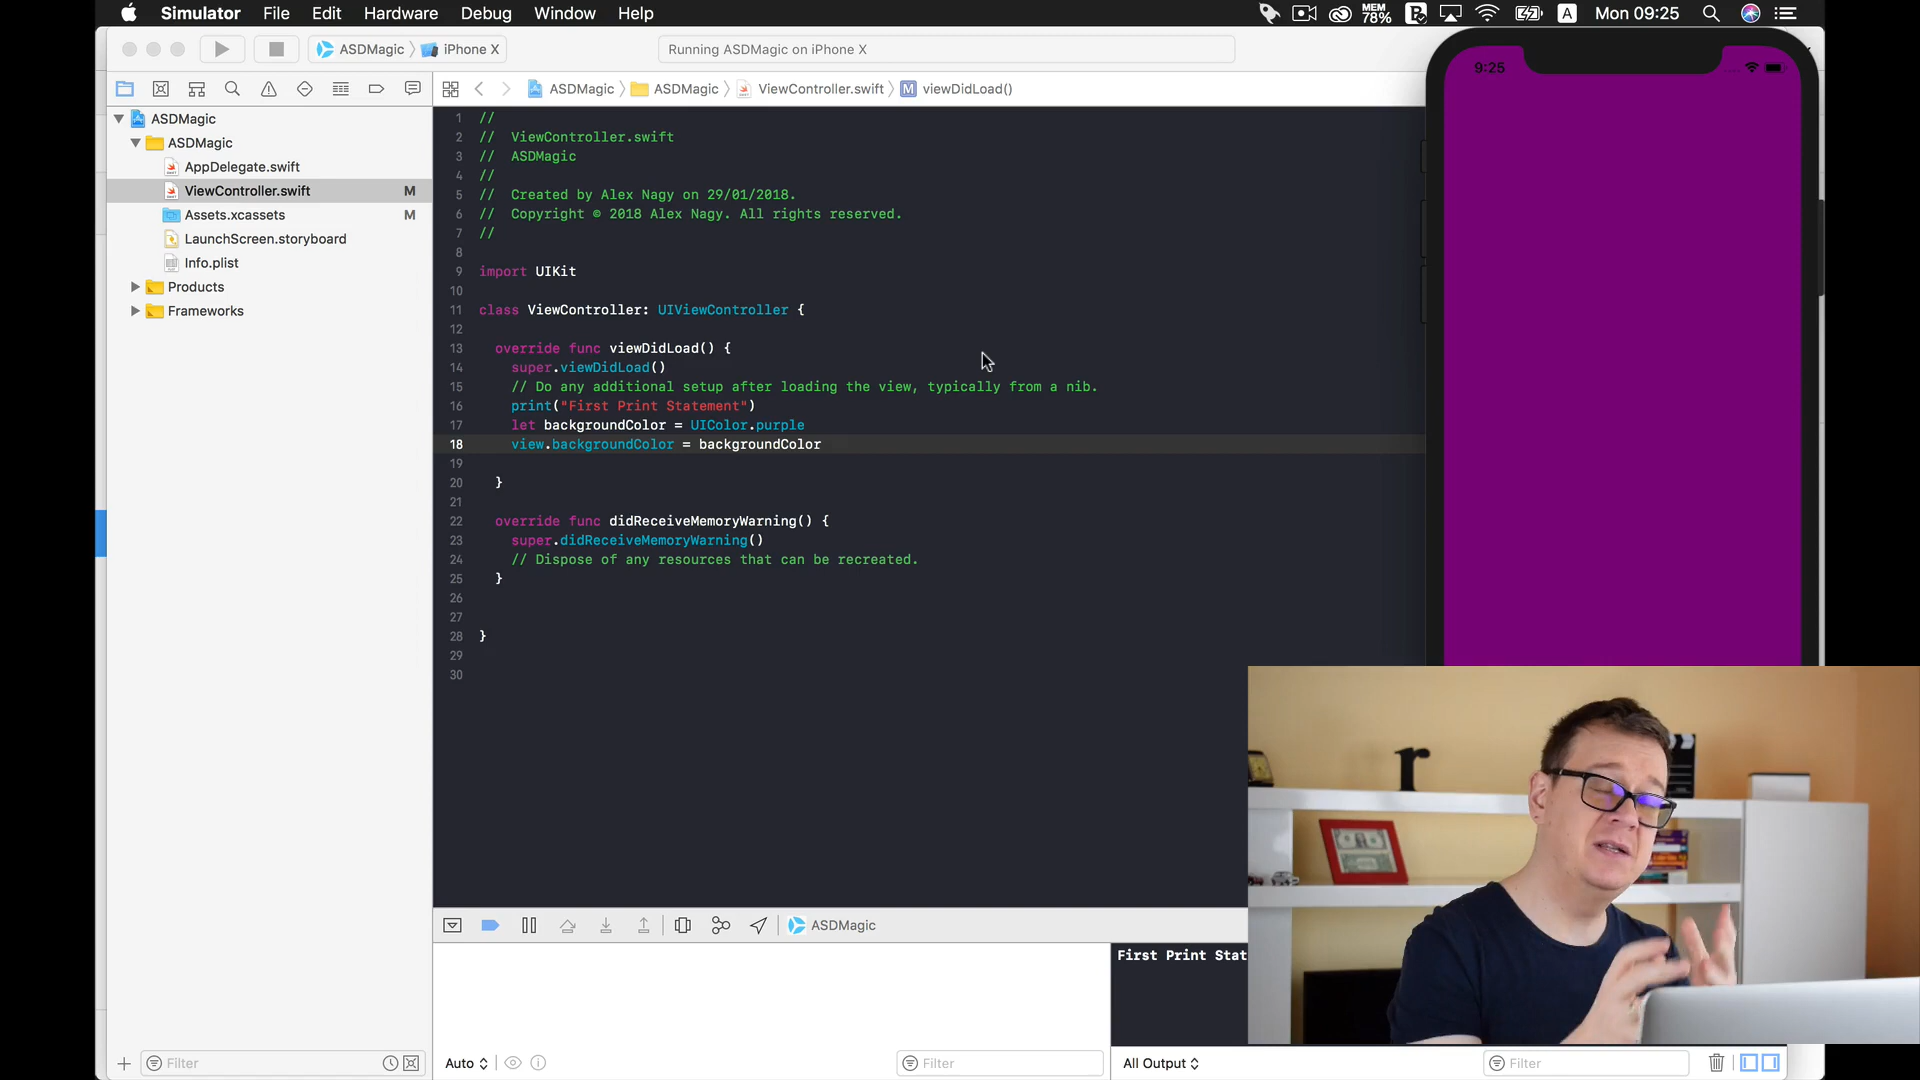 Simulator File Edit Hardware Debug Window Help MEM 78% A Mon 09:25
ASDMagic iPhone X Running ASDMagic on iPhone X
9:25
ASDMagic ASDMagic ViewController.swift M viewDidLoad()
ASDMagic
ASDMagic
AppDelegate.swift
ViewController.swift M
Assets.xcassets M
LaunchScreen.storyboard
Info.plist
Products
Frameworks
1 //
2 // ViewController.swift
3 // ASDMagic
4 //
5 // Created by Alex Nagy on 29/01/2018.
6 // Copyright © 2018 Alex Nagy. All rights reserved.
7 //
8
9 import UIKit
10
11 class ViewController: UIViewController {
12
13 override func viewDidLoad() {
14 super.viewDidLoad()
15 // Do any additional setup after loading the view, typically from a nib.
16 print("First Print Statement")
17 let backgroundColor = UIColor.purple
18 view.backgroundColor = backgroundColor
19
20 }
21
22 override func didReceiveMemoryWarning() {
23 super.didReceiveMemoryWarning()
24 // Dispose of any resources that can be recreated.
25 }
26
27
28 }
29
30
ASDMagic
First Print Stat
r
Filter
Auto
Filter
All Output
Filter